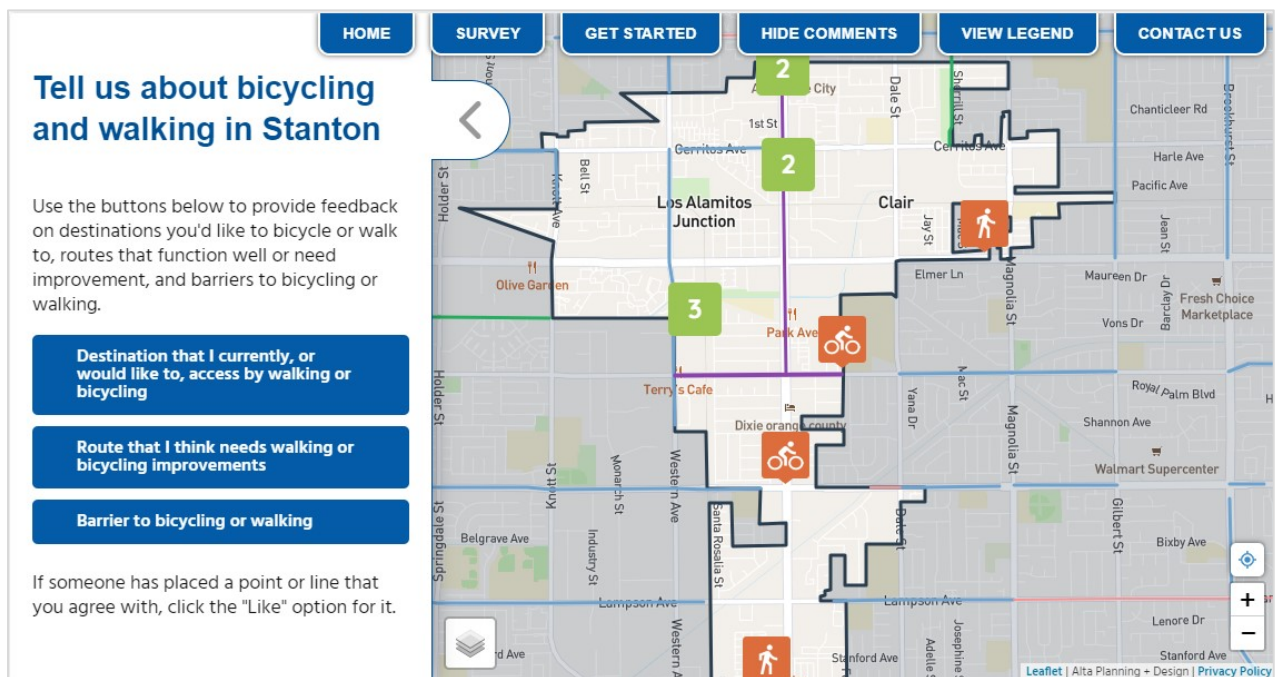 HOME
SURVEY
GET STARTED
HIDE COMMENTS
VIEW LEGEND
CONTACT US
Tell us about bicycling
and walking in Stanton
Use the buttons below to provide feedback
on destinations you'd like to bicycle or walk
to, routes that function well or need
improvement, and barriers to bicycling or
walking.
Destination that I currently, or
would like to, access by walking or
bicycling
Route that I think needs walking or
bicycling improvements
Barrier to bicycling or walking
If someone has placed a point or line that
you agree with, click the "Like" option for it.
2
City
Dale St
Sherrill St
Chanticleer Rd
Brookhurst St
1st St
Cerritos Ave
2
Cerritos Ave
Harle Ave
Bell St
Knott Ave
Holder St
Pacific Ave
Los Alamitos
Junction
Clair
Jay St
Jean St
Elmer Ln
Magnolia St
Maureen Dr
Barclay Dr
Olive Garden
Fresh Choice
Marketplace
3
Park Ave
Vons Dr
Holder St
Terry's Cafe
Mac St
Royal Palm Blvd
Yana Dr
Dixie orange county
Magnolia St
Shannon Ave
Walmart Supercenter
Knott St
Monarch St
Western Ave
Springdale St
Santa Rosalia St
Dale St
Gilbert St
Belgrave Ave
Industry St
Bixby Ave
Lampson Ave
Lampson Ave
+
−
Lenore Dr
Western A
Adelle S
Josephine S
rd Ave
Stanford Ave
Stanford Ave
Leaflet | Alta Planning + Design | Privacy Policy